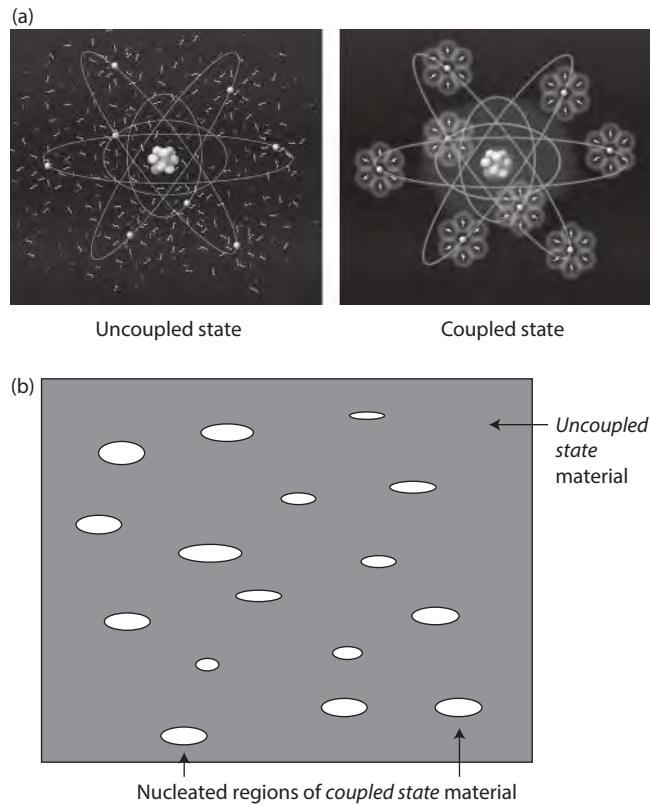 (a)
Uncoupled state
Coupled state
(b)
Uncoupled
state
material
Nucleated regions of coupled state material